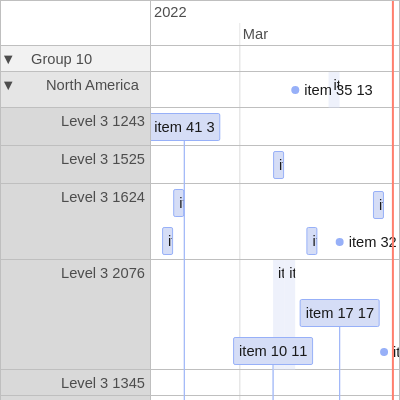 2022
Mar
▼ Group 10
▼ North America
item 35 13
it
Level 3 1243
item 41 3
Level 3 1525
Level 3 1624
item 32
Level 3 2076
it it
item 17 17
item 10 11
it
Level 3 1345